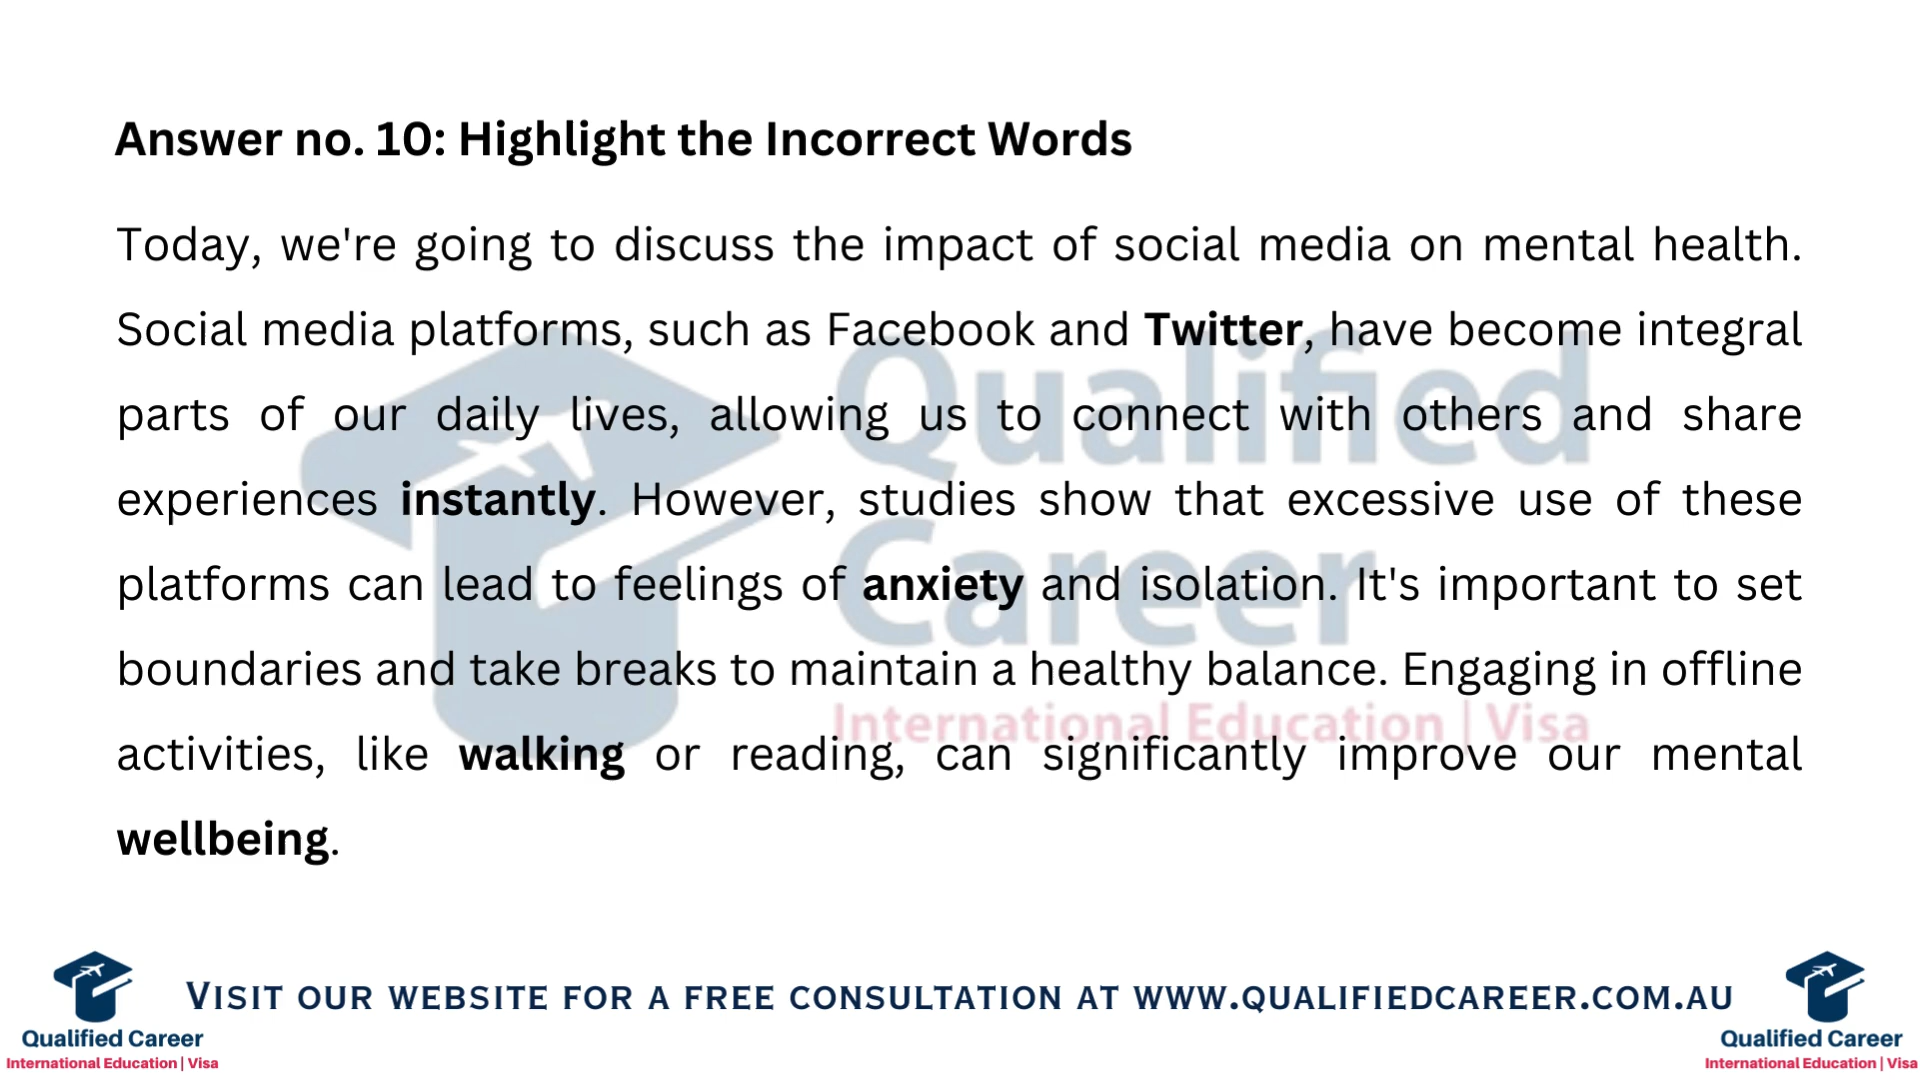 Answer no. 10: Highlight the Incorrect Words
Today, we're going to discuss the impact of social media on mental health.
Social media platforms, such as Facebook and Twitter, have become integral
parts of our daily lives, allowing us to connect with others and share
experiences instantly. However, studies show that excessive use of these
platforms can lead to feelings of anxiety and isolation. It's important to set
boundaries and take breaks to maintain a healthy balance. Engaging in offline
activities, like walking or reading, can significantly improve our mental
wellbeing.
Qualified
Career
International Education | Visa
VISIT OUR WEBSITE FOR A FREE CONSULTATION AT WWW.QUALIFIEDCAREER.COM.AU
Qualified Career
International Education | Visa
Qualified Career
International Education | Visa